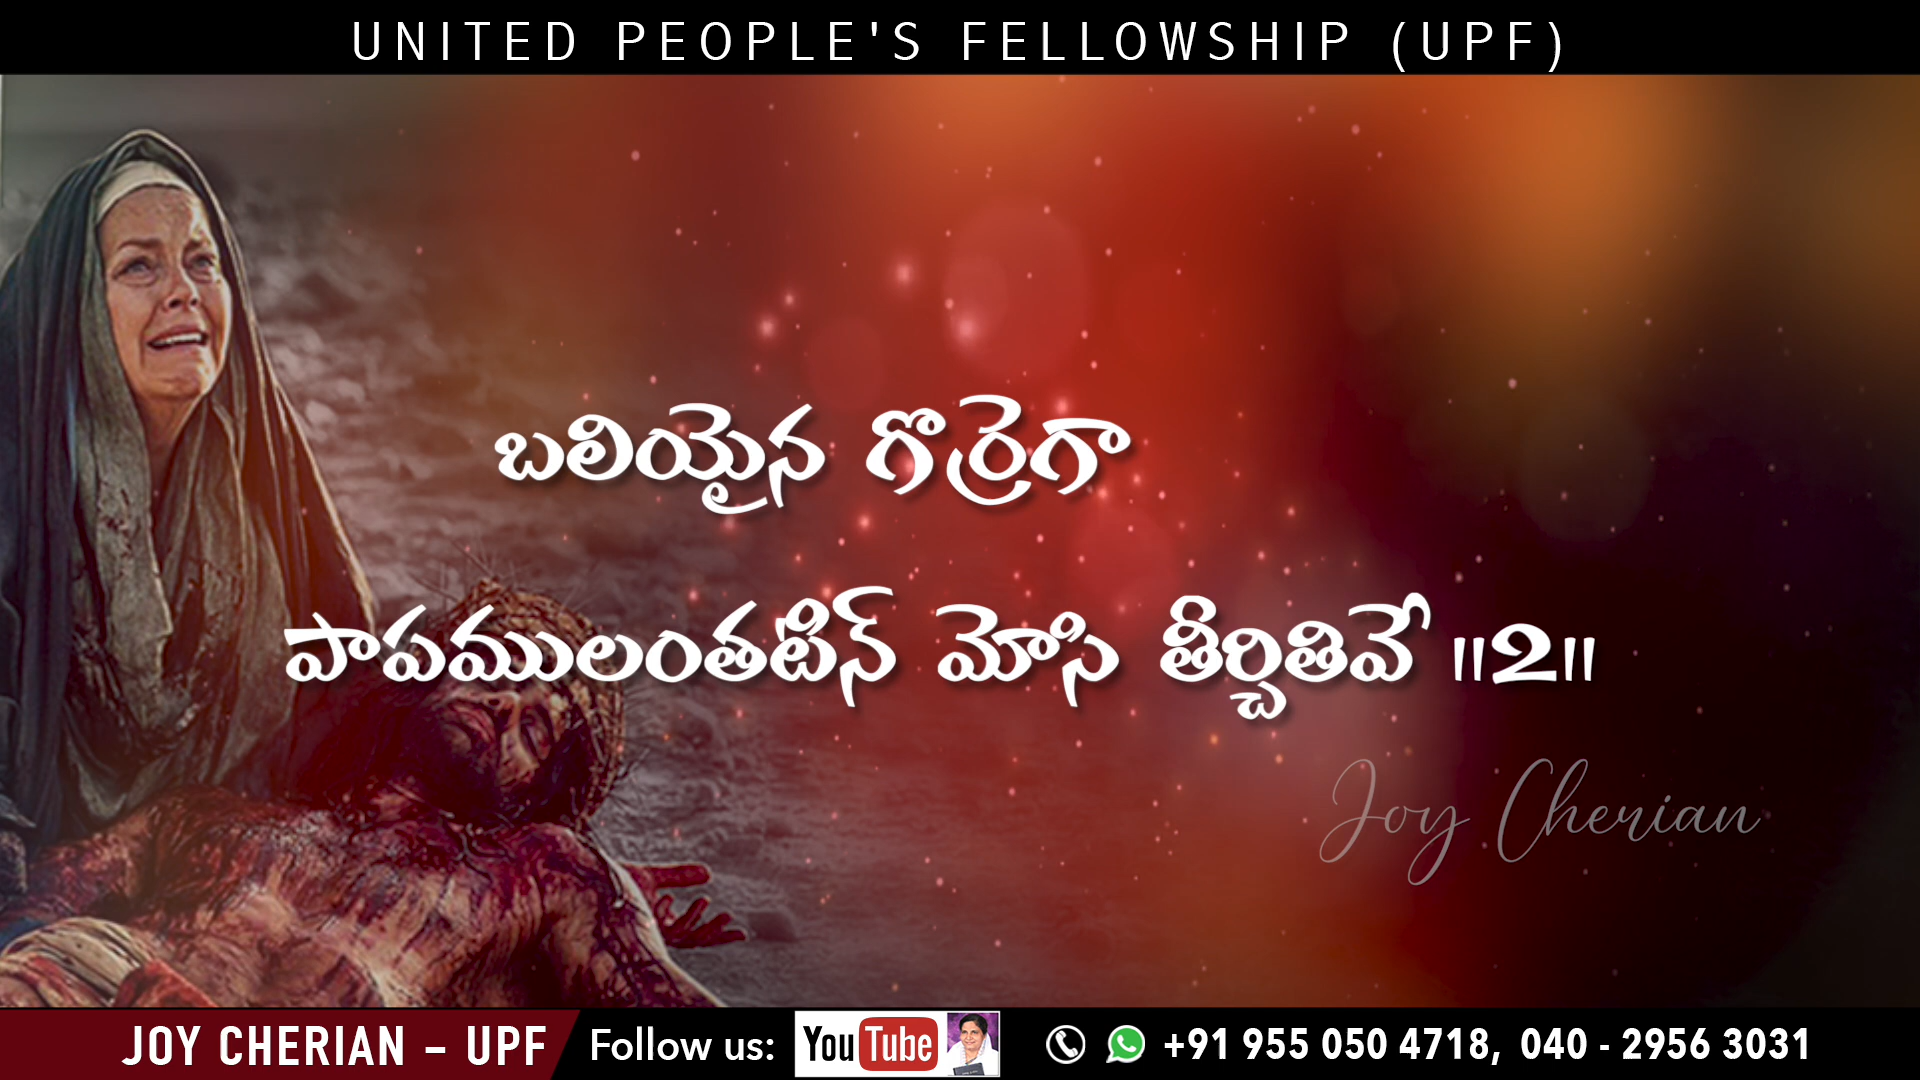 UNITED PEOPLE'S FELLOWSHIP (UPF)
బలియైన గొర్రెగా
పాపములంతటిన్ మోసి తీర్చితివే ॥2॥
Joy Cherian
JOY CHERIAN – UPF Follow us: YouTube +91 955 050 4718, 040 - 2956 3031